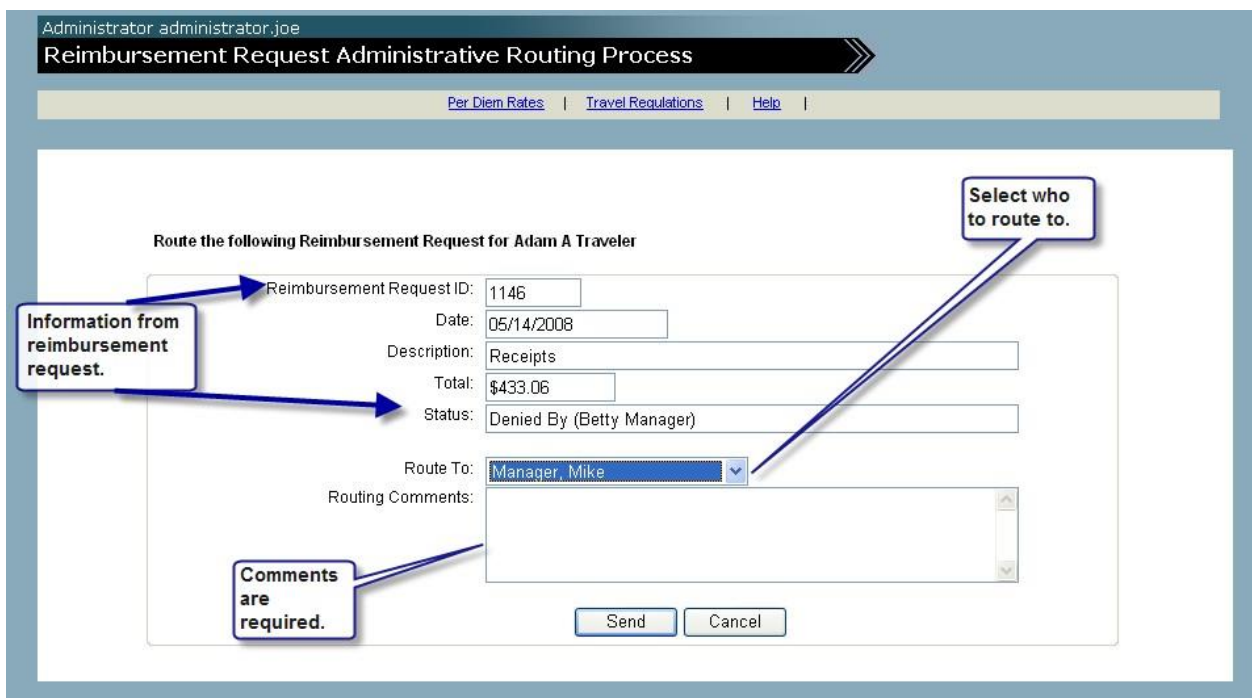 Administrator administrator.joe
Reimbursement Request Administrative Routing Process
Per Diem Rates | Travel Regulations | Help |
Select who
to route to.
Route the following Reimbursement Request for Adam A Traveler
Information from
reimbursement
request.
Reimbursement Request ID: 1146
Date: 05/14/2008
Description: Receipts
Total: $433.06
Status: Denied By (Betty Manager)
Route To: Manager, Mike
Routing Comments:
Comments
are
required.
Send Cancel